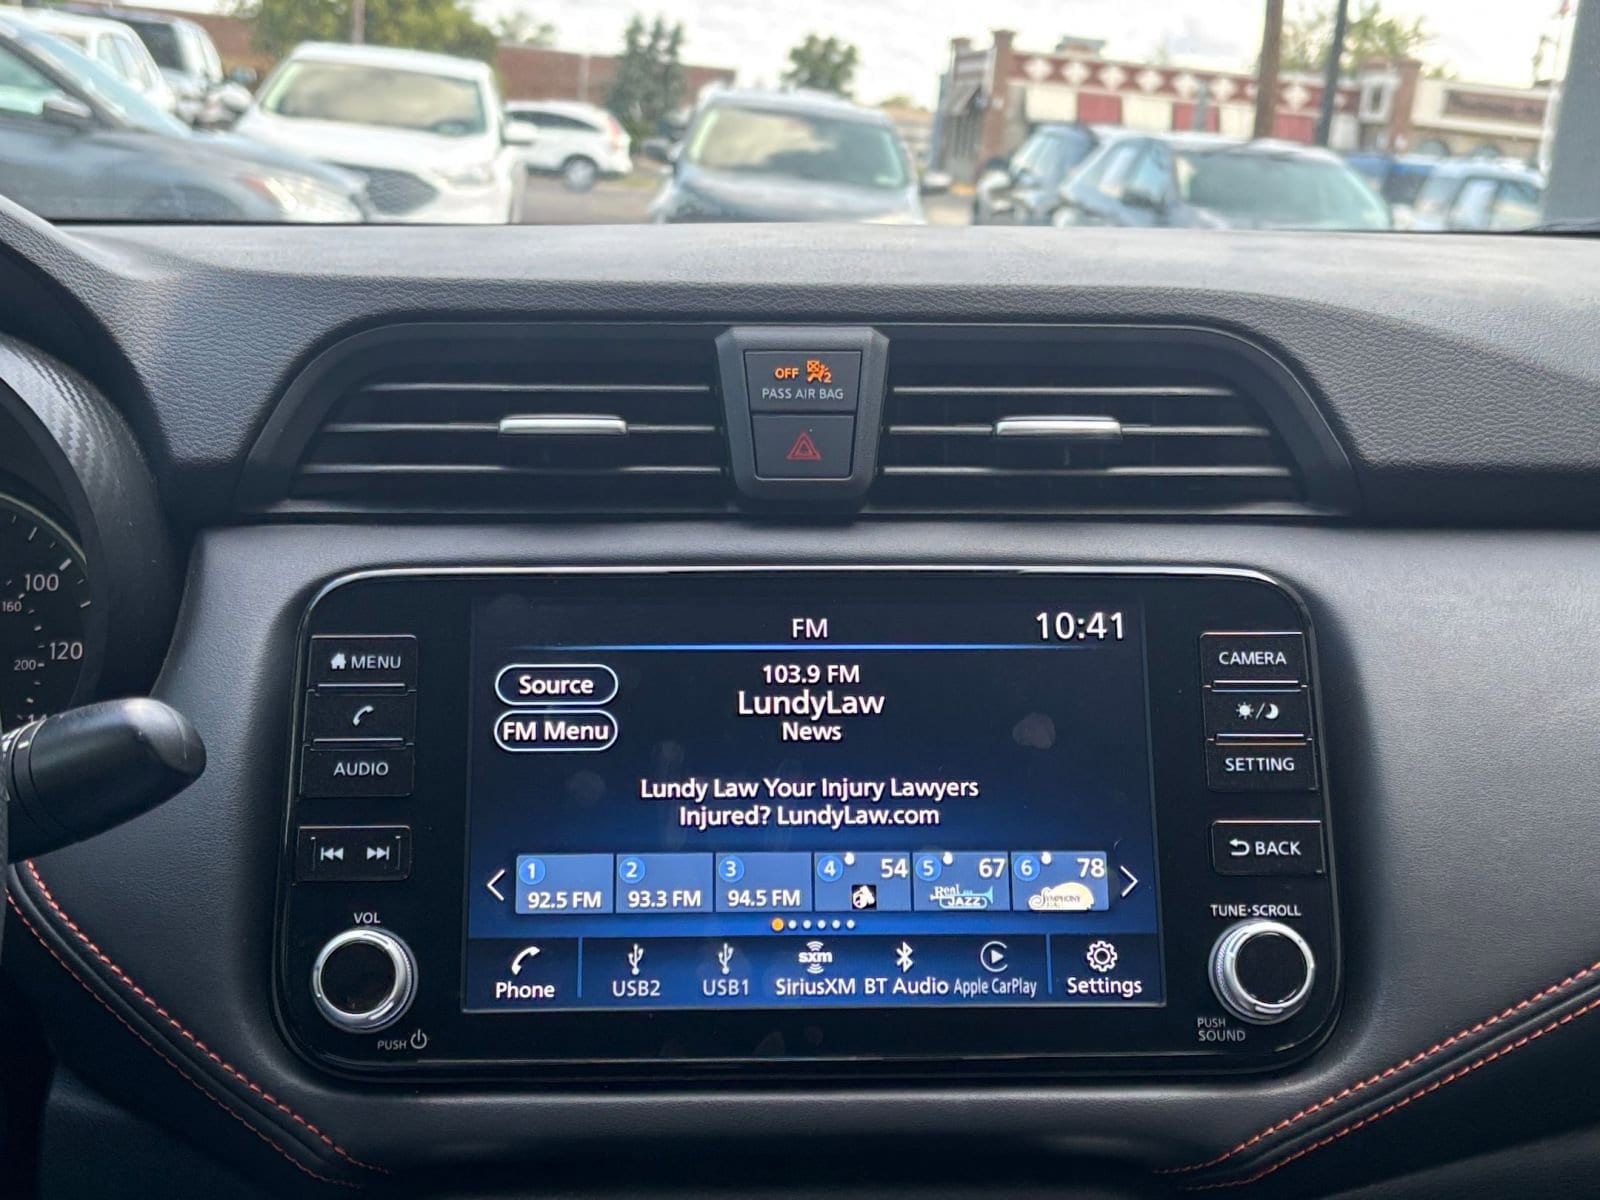 OFF 2
PASS AIR BAG
100
160
120
200
MENU
AUDIO
VOL
PUSH
FM
10:41
Source
FM Menu
103.9 FM
LundyLaw
News
Lundy Law Your Injury Lawyers
Injured? LundyLaw.com
1
92.5 FM
2
93.3 FM
3
94.5 FM
4 54
5 67
Real
JAZZ
6 78
SYMPHONY
Phone
USB2
USB1
sxm
SiriusXM
BT Audio
Apple CarPlay
Settings
CAMERA
SETTING
BACK
TUNE·SCROLL
PUSH
SOUND